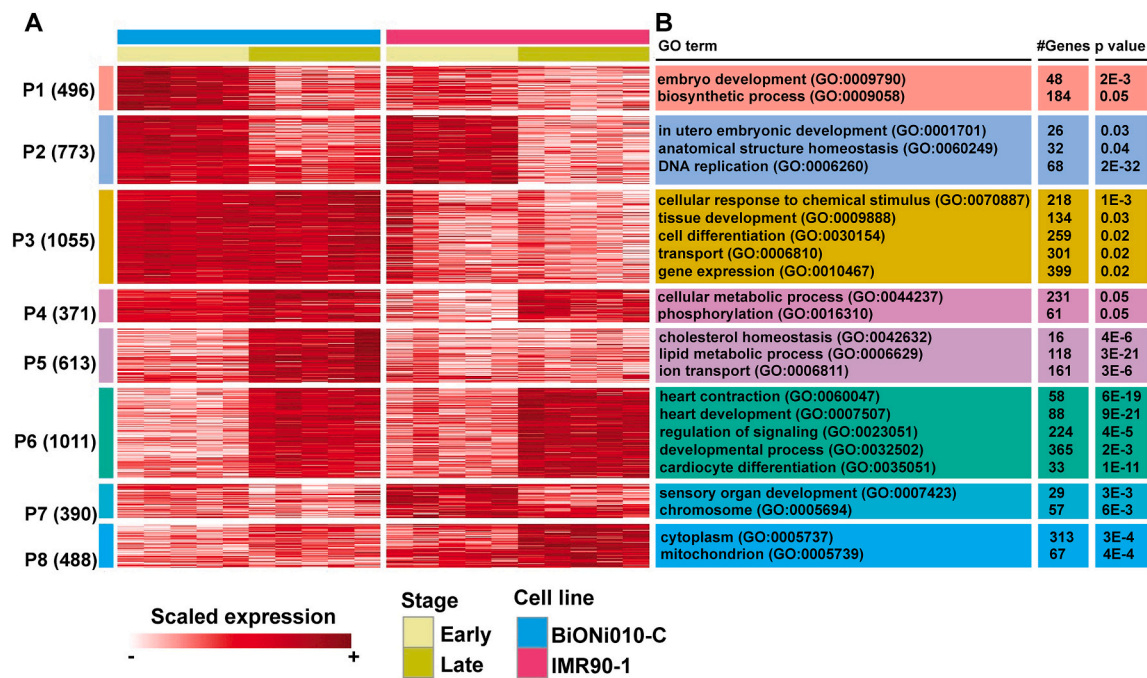 A
B
GO term #Genes p value
P1 (496)
embryo development (GO:0009790) 48 2E-3
biosynthetic process (GO:0009058) 184 0.05
P2 (773)
in utero embryonic development (GO:0001701) 26 0.03
anatomical structure homeostasis (GO:0060249) 32 0.04
DNA replication (GO:0006260) 68 2E-32
P3 (1055)
cellular response to chemical stimulus (GO:0070887) 218 1E-3
tissue development (GO:0009888) 134 0.03
cell differentiation (GO:0030154) 259 0.02
transport (GO:0006810) 301 0.02
gene expression (GO:0010467) 399 0.02
P4 (371)
cellular metabolic process (GO:0044237) 231 0.05
phosphorylation (GO:0016310) 61 0.05
P5 (613)
cholesterol homeostasis (GO:0042632) 16 4E-6
lipid metabolic process (GO:0006629) 118 3E-21
ion transport (GO:0006811) 161 3E-6
P6 (1011)
heart contraction (GO:0060047) 58 6E-19
heart development (GO:0007507) 88 9E-21
regulation of signaling (GO:0023051) 224 4E-5
developmental process (GO:0032502) 365 2E-3
cardiocyte differentiation (GO:0035051) 33 1E-11
P7 (390)
sensory organ development (GO:0007423) 29 3E-3
chromosome (GO:0005694) 57 6E-3
P8 (488)
cytoplasm (GO:0005737) 313 3E-4
mitochondrion (GO:0005739) 67 4E-4
Scaled expression
- +
Stage
Early
Late
Cell line
BiONi010-C
IMR90-1